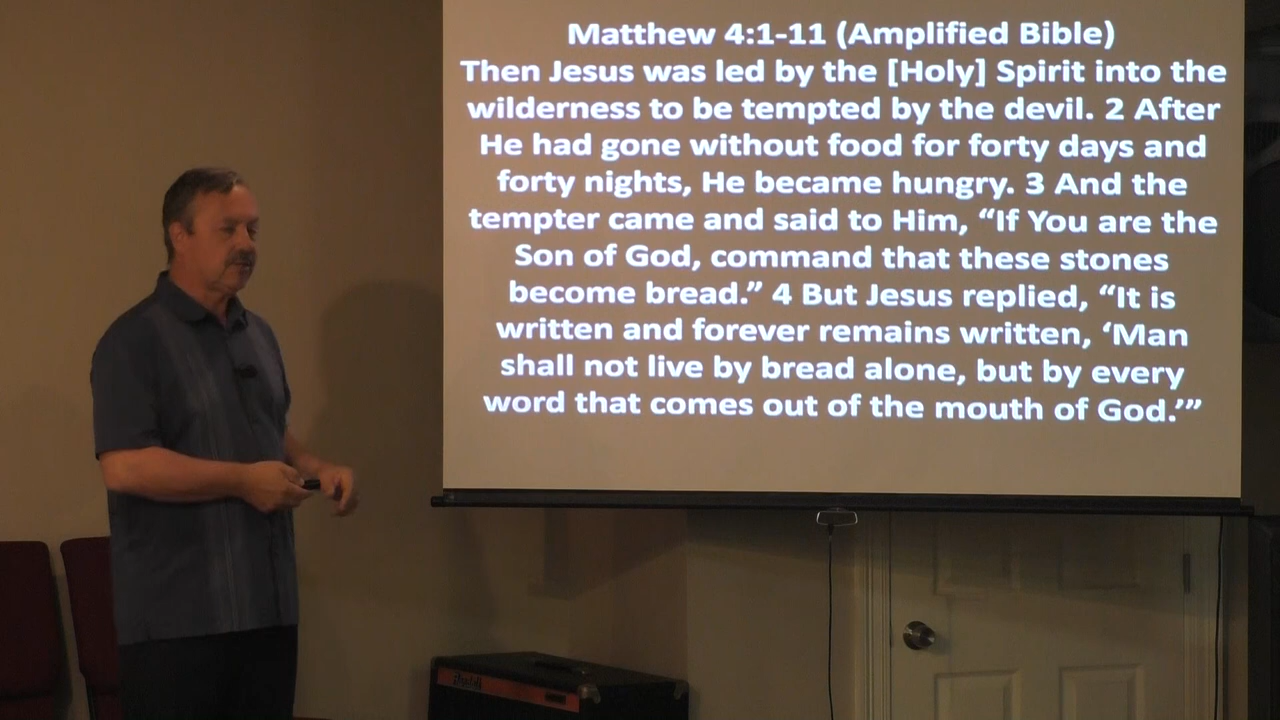 Matthew 4:1-11 (Amplified Bible)
Then Jesus was led by the [Holy] Spirit into the
wilderness to be tempted by the devil. 2 After
He had gone without food for forty days and
forty nights, He became hungry. 3 And the
tempter came and said to Him, “If You are the
Son of God, command that these stones
become bread.” 4 But Jesus replied, “It is
written and forever remains written, ‘Man
shall not live by bread alone, but by every
word that comes out of the mouth of God.’”